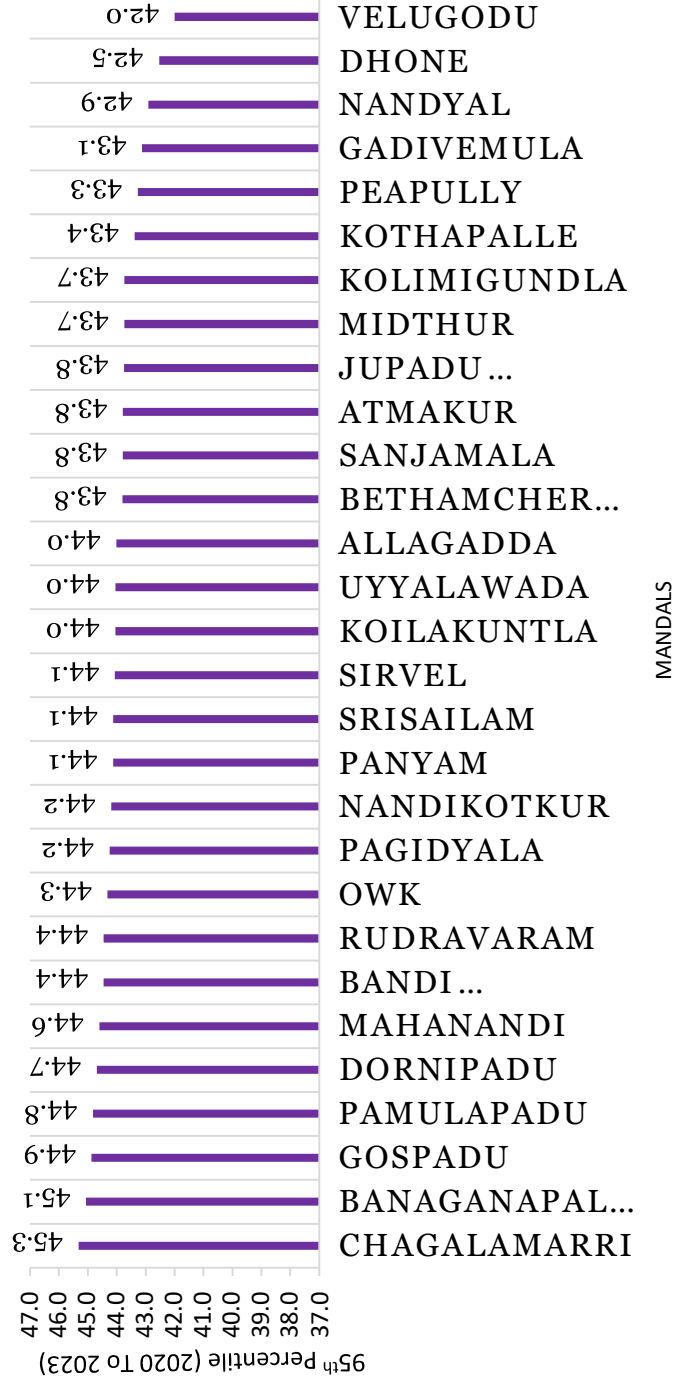 42.0 VELUGODU
42.5 DHONE
42.9 NANDYAL
43.1 GADIVEMULA
43.3 PEAPULLY
43.4 KOTHAPALLE
43.7 KOLIMIGUNDLA
43.7 MIDTHUR
43.8 JUPADU...
43.8 ATMAKUR
43.8 SANJAMALA
43.8 BETHAMCHER...
44.0 ALLAGADDA
44.0 UYYALAWADA
44.0 KOILAKUNTLA
44.1 SIRVEL
44.1 SRISAILAM
44.1 PANYAM
44.2 NANDIKOTKUR
44.2 PAGIDYALA
44.3 OWK
44.4 RUDRAVARAM
44.4 BANDI...
44.6 MAHANANDI
44.7 DORNIPADU
44.8 PAMULAPADU
44.9 GOSPADU
45.1 BANAGANAPAL...
45.3 CHAGALAMARRI
MANDALS
47.0 46.0 45.0 44.0 43.0 42.0 41.0 40.0 39.0 38.0 37.0
95th Percentile (2020 To 2023)